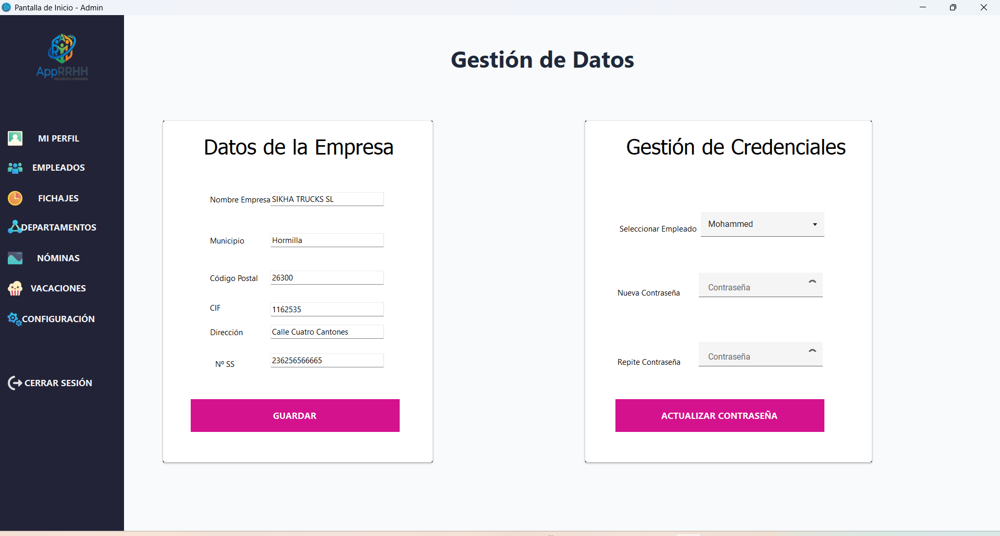 Pantalla de Inicio - Admin
AppRRHH
RECURSOS HUMANOS
MI PERFIL
EMPLEADOS
FICHAJES
DEPARTAMENTOS
NÓMINAS
VACACIONES
CONFIGURACIÓN
CERRAR SESIÓN
Gestión de Datos
Datos de la Empresa
Nombre Empresa SIKHA TRUCKS SL
Municipio Hormilla
Código Postal 26300
CIF 1162535
Dirección Calle Cuatro Cantones
Nº SS 236256566665
GUARDAR
Gestión de Credenciales
Seleccionar Empleado Mohammed
Nueva Contraseña Contraseña
Repite Contraseña Contraseña
ACTUALIZAR CONTRASEÑA